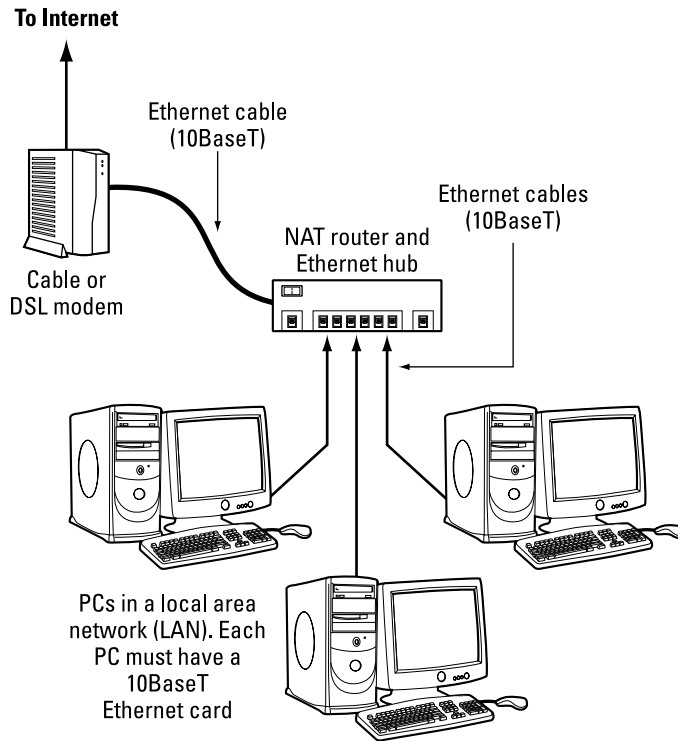 To Internet
Ethernet cable
(10BaseT)
Ethernet cables
(10BaseT)
NAT router and
Ethernet hub
Cable or
DSL modem
PCs in a local area
network (LAN). Each
PC must have a
10BaseT
Ethernet card